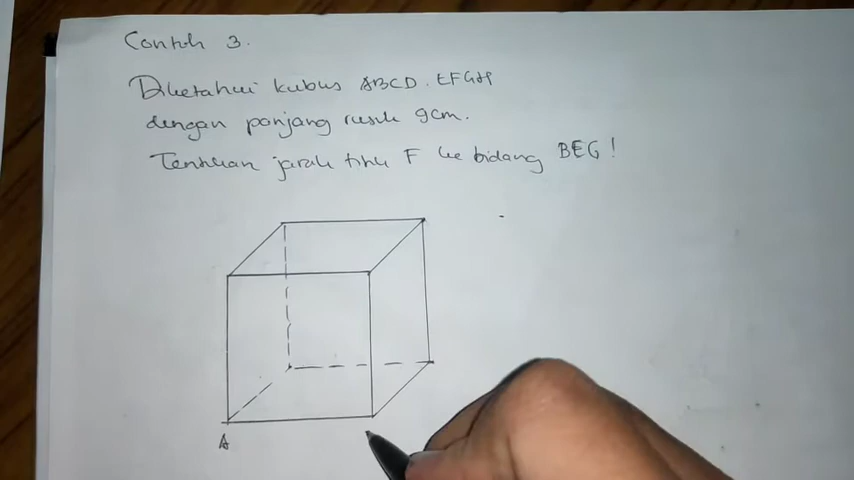 Contoh 3.
Diketahui kubus ABCD.EFGH
dengan panjang rusuk 9cm.
Tentukan jarak titik F ke bidang BEG!
A